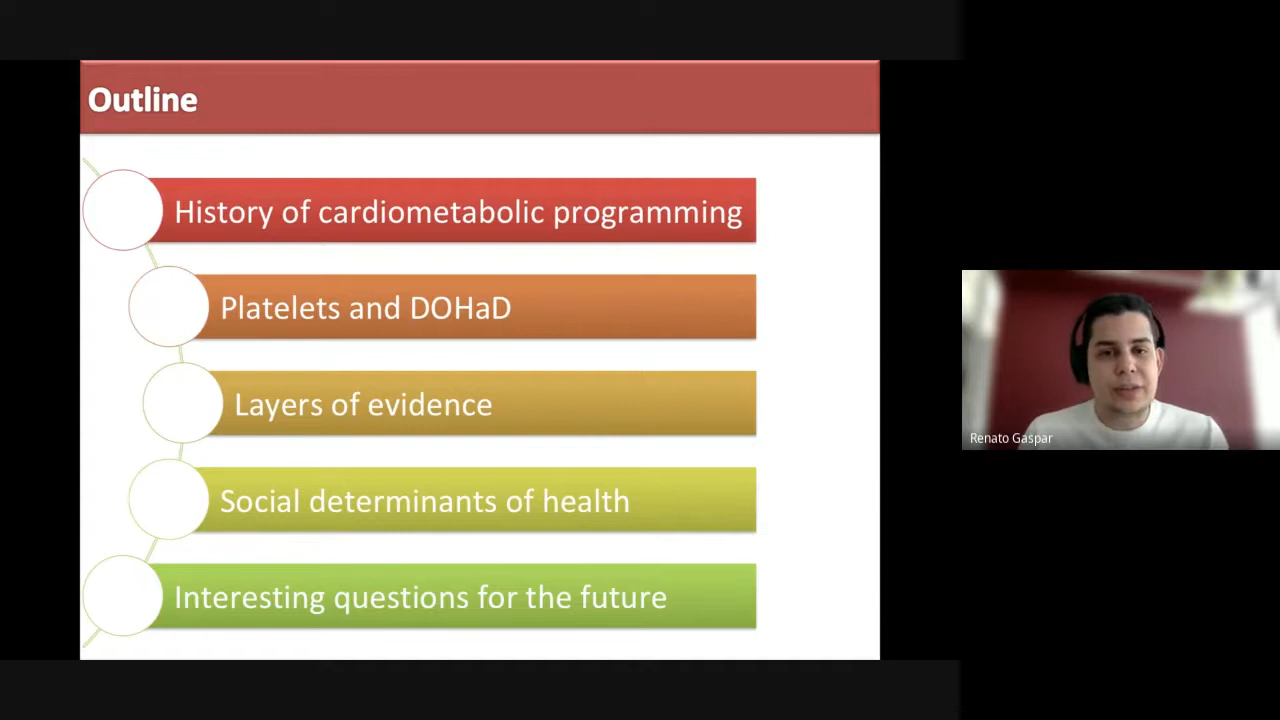 Outline
History of cardiometabolic programming
Platelets and DOHaD
Layers of evidence
Social determinants of health
Interesting questions for the future
Renato Gaspar